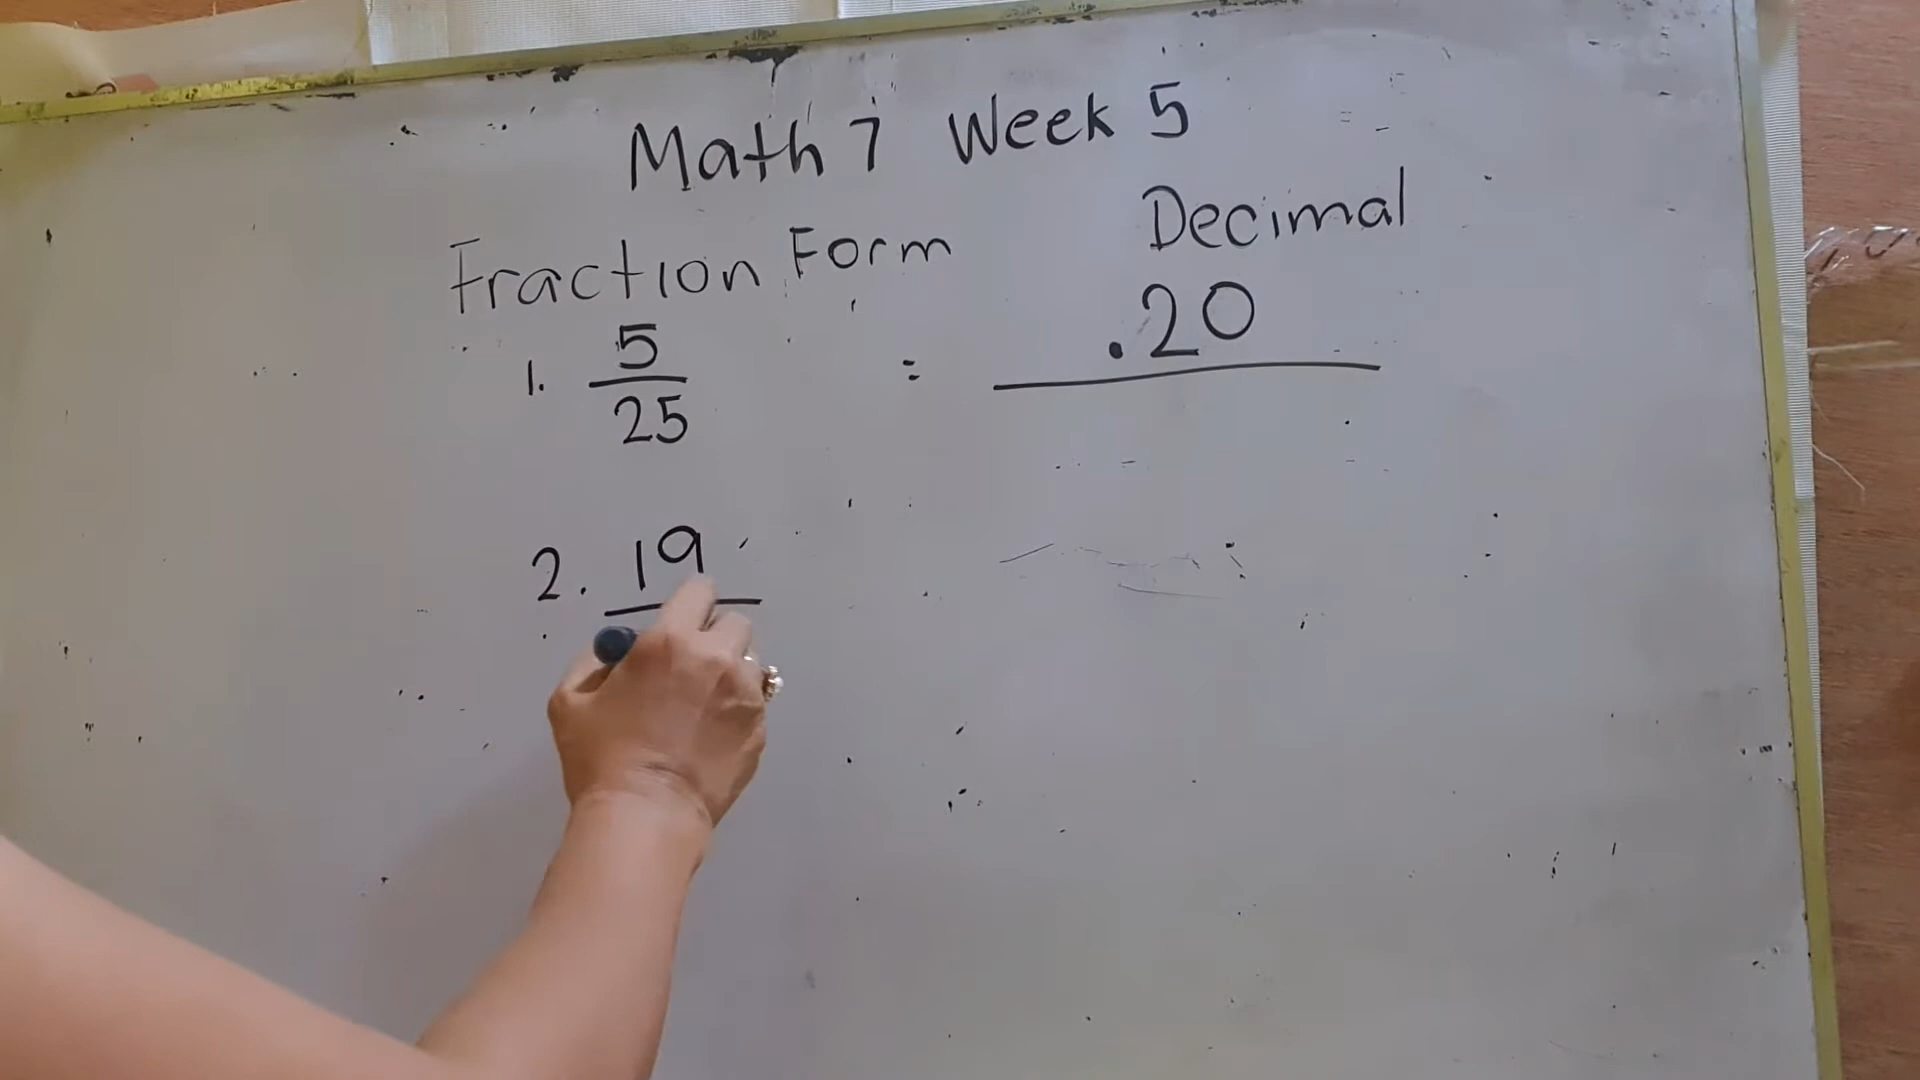 Math 7 Week 5
Fraction Form Decimal
1. 5/25 = .20
2. 19